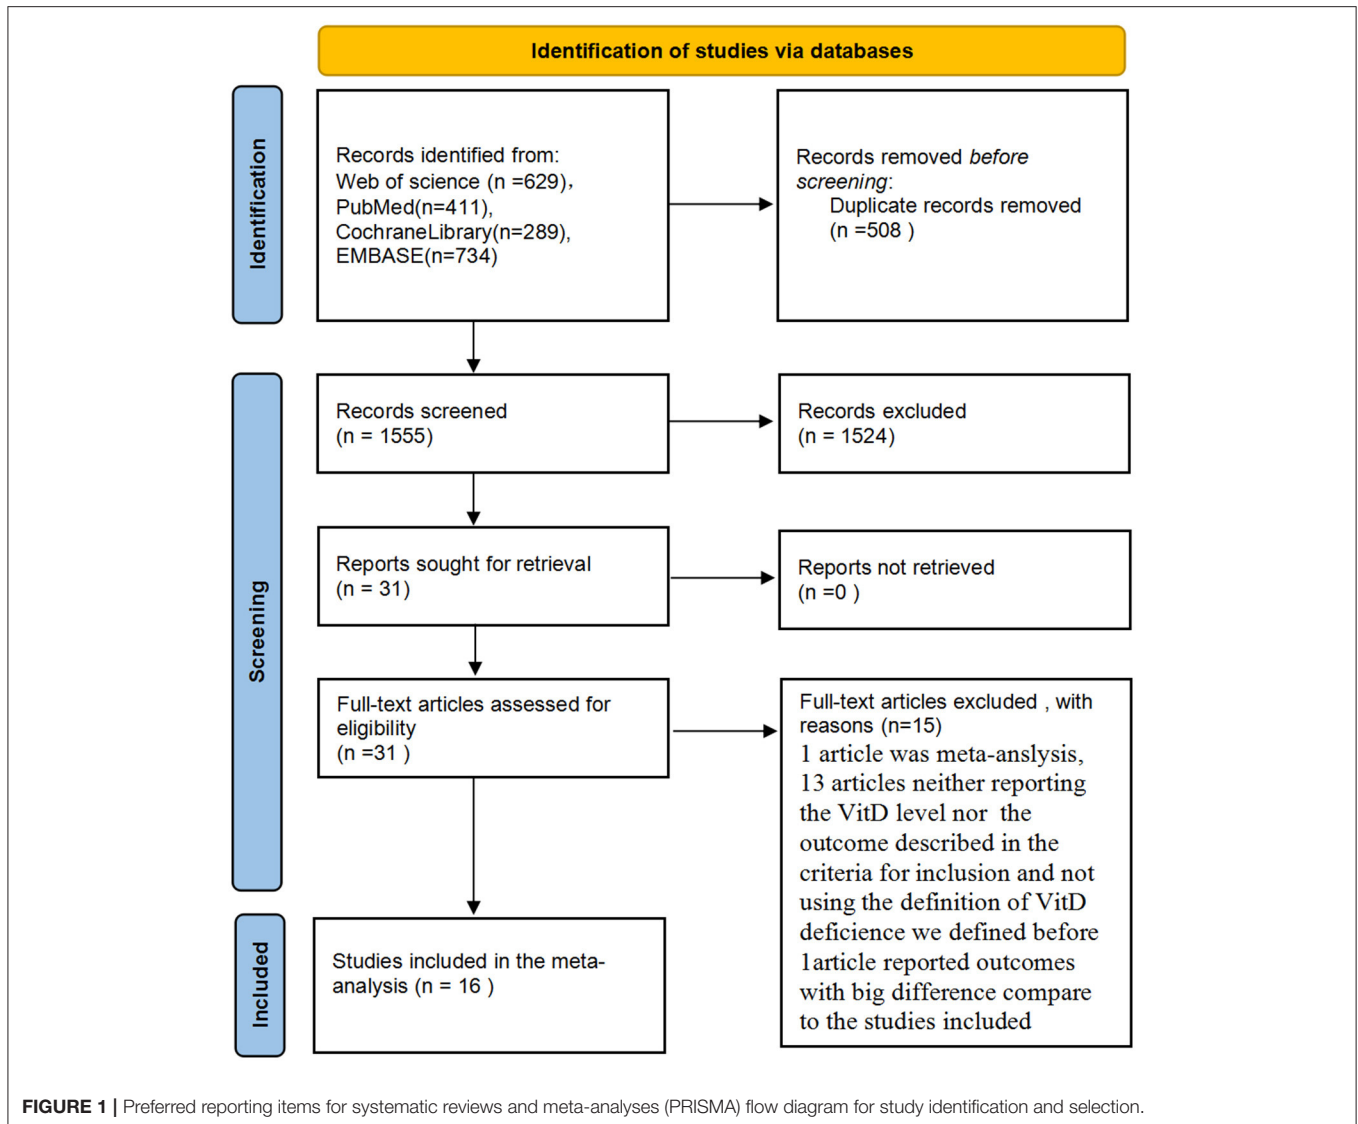 Identification of studies via databases
Identification
Records identified from:
Web of science (n =629),
PubMed(n=411),
CochraneLibrary(n=289),
EMBASE(n=734)
Records removed before
screening:
Duplicate records removed
(n =508 )
Screening
Records screened
(n = 1555)
Records excluded
(n = 1524)
Reports sought for retrieval
(n = 31)
Reports not retrieved
(n =0 )
Full-text articles assessed for
eligibility
(n =31 )
Full-text articles excluded , with
reasons (n=15)
1 article was meta-anslysis,
13 articles neither reporting
the VitD level nor the
outcome described in the
criteria for inclusion and not
using the definition of VitD
deficience we defined before
1article reported outcomes
with big difference compare
to the studies included
Included
Studies included in the meta-
analysis (n = 16 )
FIGURE 1 | Preferred reporting items for systematic reviews and meta-analyses (PRISMA) flow diagram for study identification and selection.